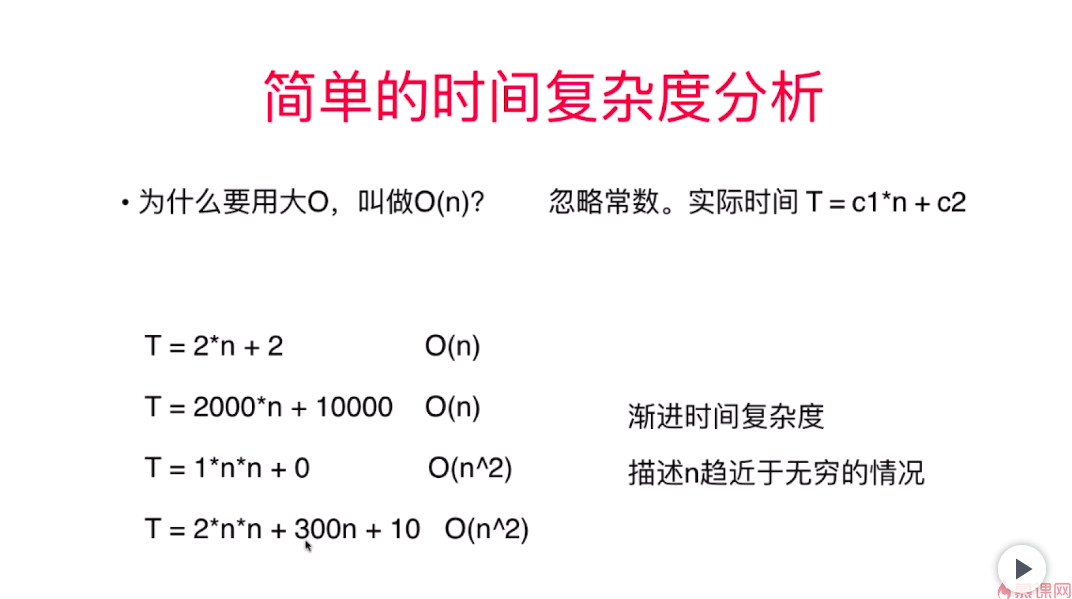 简单的时间复杂度分析
• 为什么要用大O，叫做O(n)? 忽略常数。实际时间 T = c1*n + c2
T = 2*n + 2 O(n)
T = 2000*n + 10000 O(n)
渐进时间复杂度
T = 1*n*n + 0 O(n^2)
描述n趋近于无穷的情况
T = 2*n*n + 300n + 10 O(n^2)
慕课网